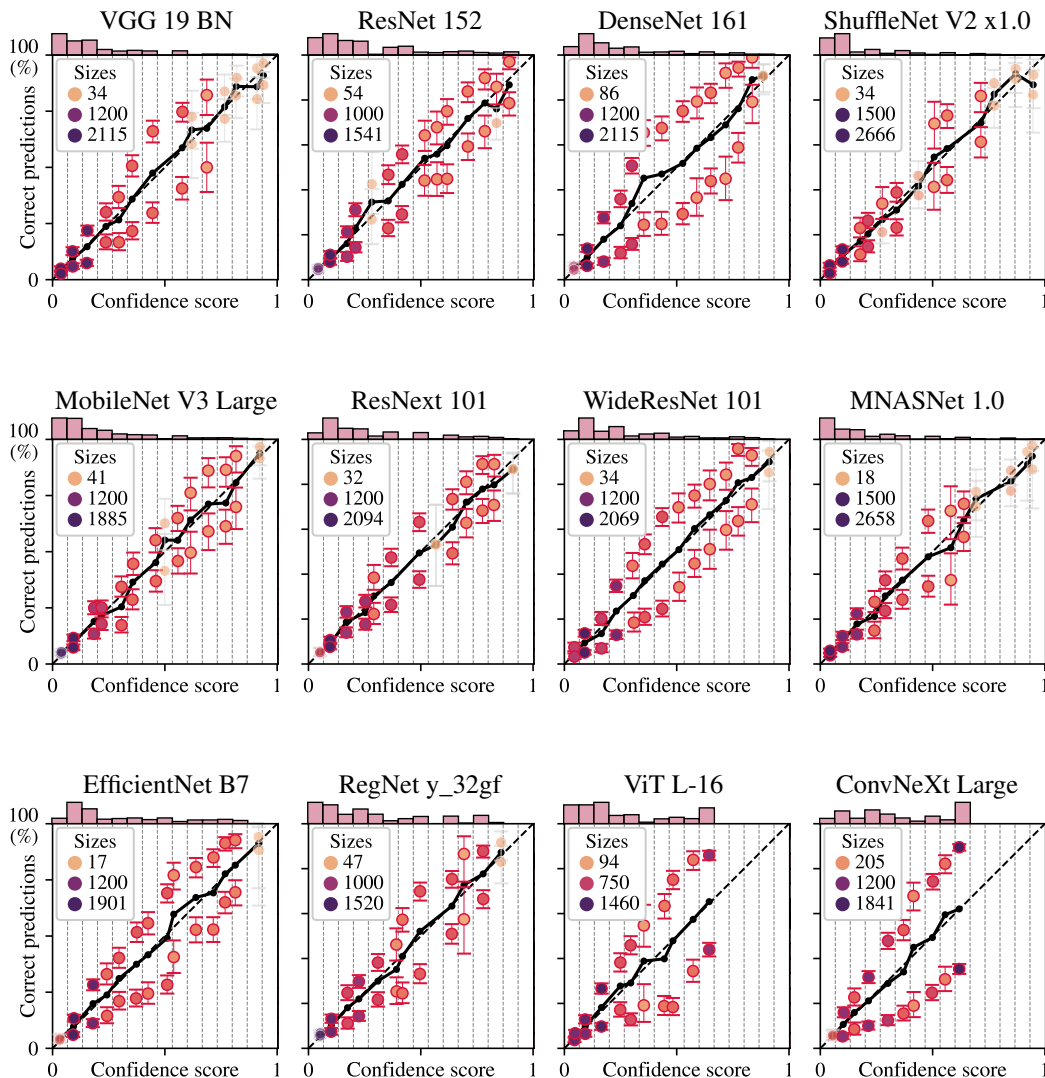 VGG 19 BN
ResNet 152
DenseNet 161
ShuffleNet V2 x1.0
100
(%)
Correct predictions
0
Sizes
34
1200
2115
Sizes
54
1000
1541
Sizes
86
1200
2115
Sizes
34
1500
2666
0 Confidence score 1
0 Confidence score 1
0 Confidence score 1
0 Confidence score 1
MobileNet V3 Large
ResNext 101
WideResNet 101
MNASNet 1.0
100
(%)
Correct predictions
0
Sizes
41
1200
1885
Sizes
32
1200
2094
Sizes
34
1200
2069
Sizes
18
1500
2658
0 Confidence score 1
0 Confidence score 1
0 Confidence score 1
0 Confidence score 1
EfficientNet B7
RegNet y_32gf
ViT L-16
ConvNeXt Large
100
(%)
Correct predictions
0
Sizes
17
1200
1901
Sizes
47
1000
1520
Sizes
94
750
1460
Sizes
205
1200
1841
0 Confidence score 1
0 Confidence score 1
0 Confidence score 1
0 Confidence score 1